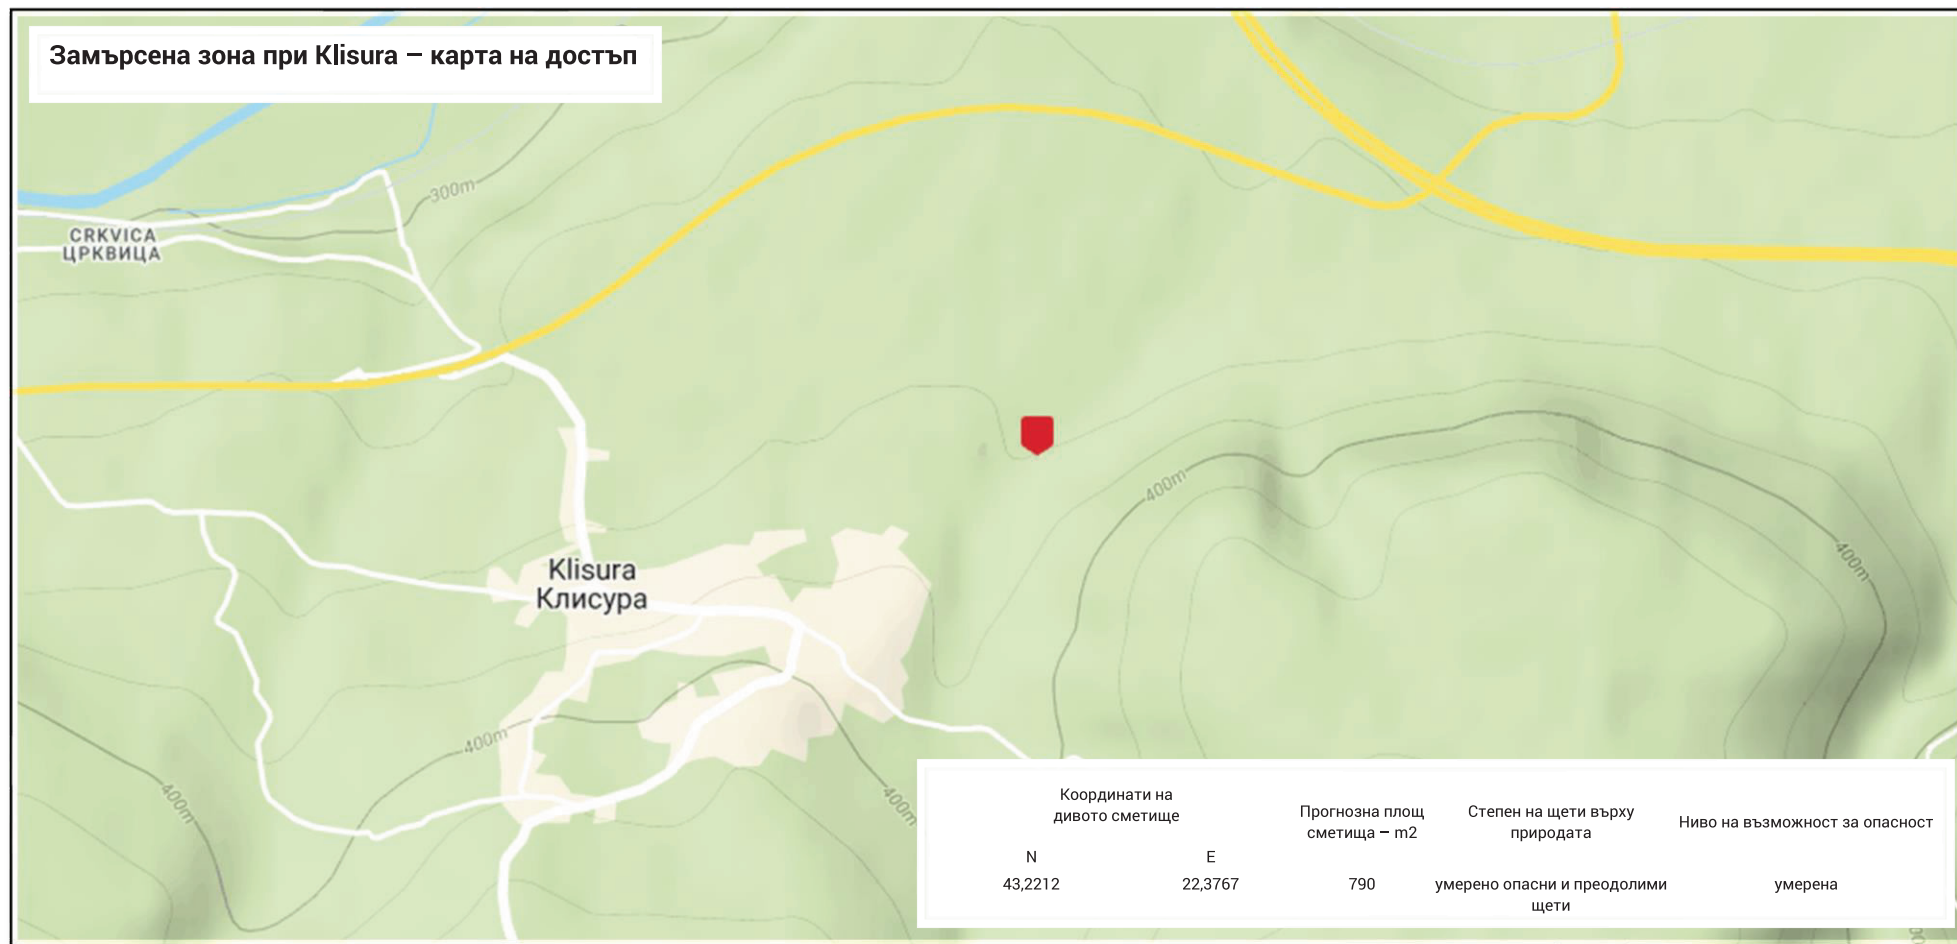 Замърсена зона при Klisura – карта на достъп
300m
CRKVICA
ЦРКВИЦА
400m
400m
Klisura
Клисура
400m
400m
400m
Координати на
дивото сметище
Прогнозна площ
сметища – m2
Степен на щети върху
природата
Ниво на възможност за опасност
N
E
43,2212
22,3767
790
умерено опасни и преодолими
щети
умерена